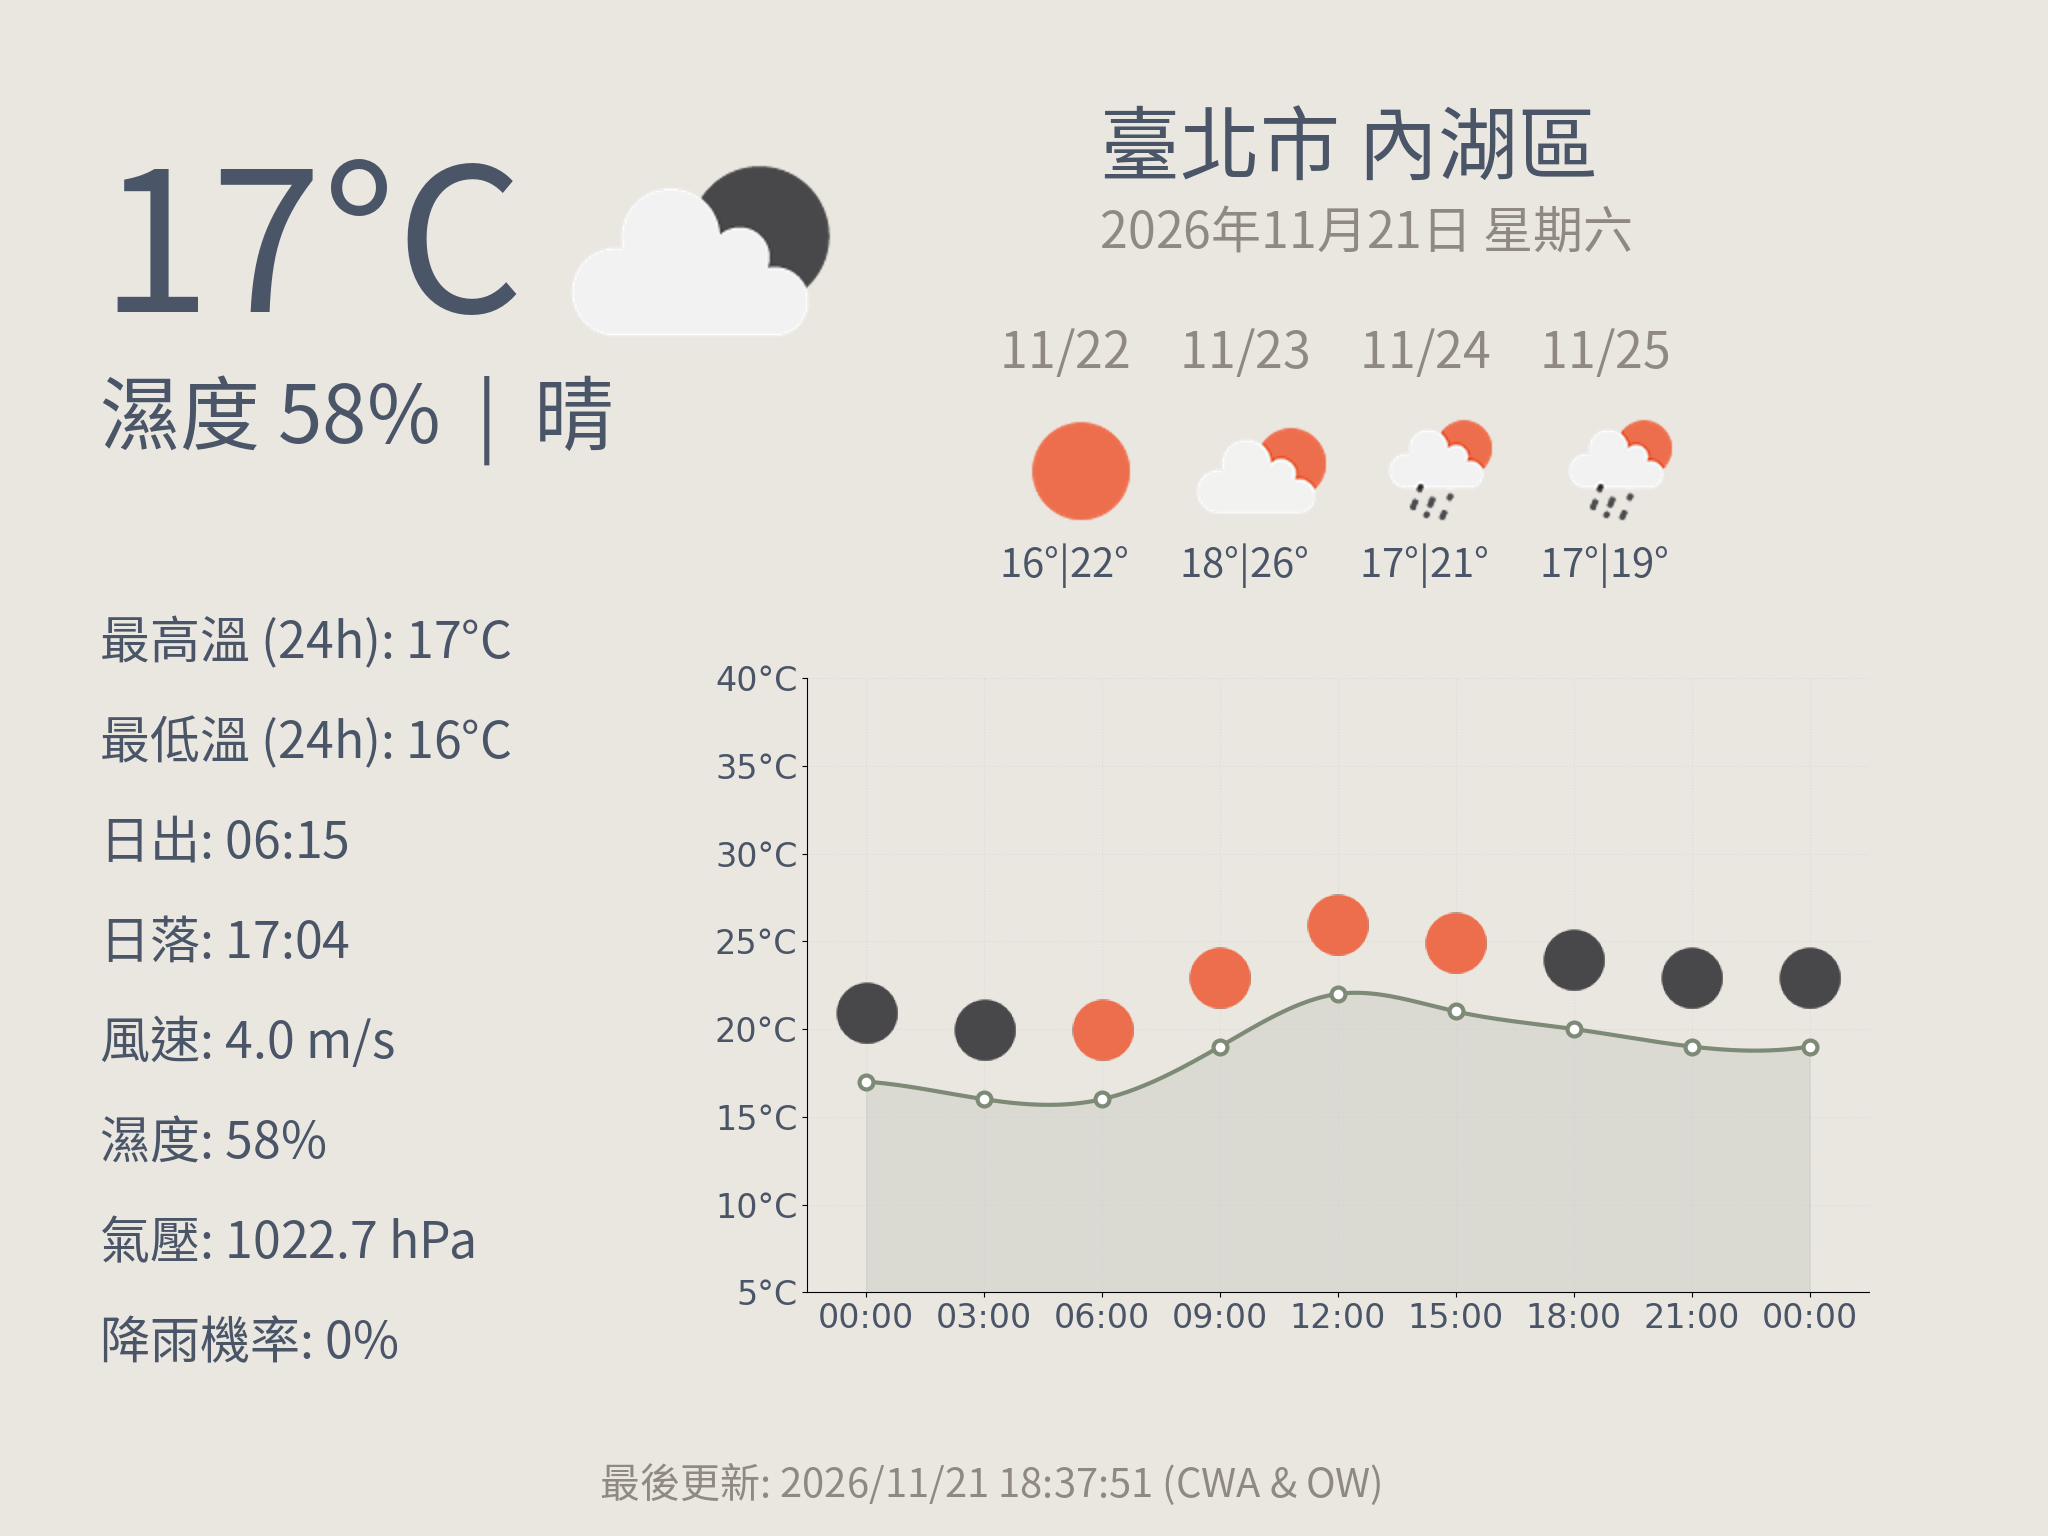 17°C
濕度 58% | 晴
臺北市 內湖區
2026年11月21日 星期六
11/22 11/23 11/24 11/25
16°|22° 18°|26° 17°|21° 17°|19°
最高溫 (24h): 17°C
最低溫 (24h): 16°C
日出: 06:15
日落: 17:04
風速: 4.0 m/s
濕度: 58%
氣壓: 1022.7 hPa
降雨機率: 0%
40°C
35°C
30°C
25°C
20°C
15°C
10°C
5°C
00:00 03:00 06:00 09:00 12:00 15:00 18:00 21:00 00:00
最後更新: 2026/11/21 18:37:51 (CWA & OW)